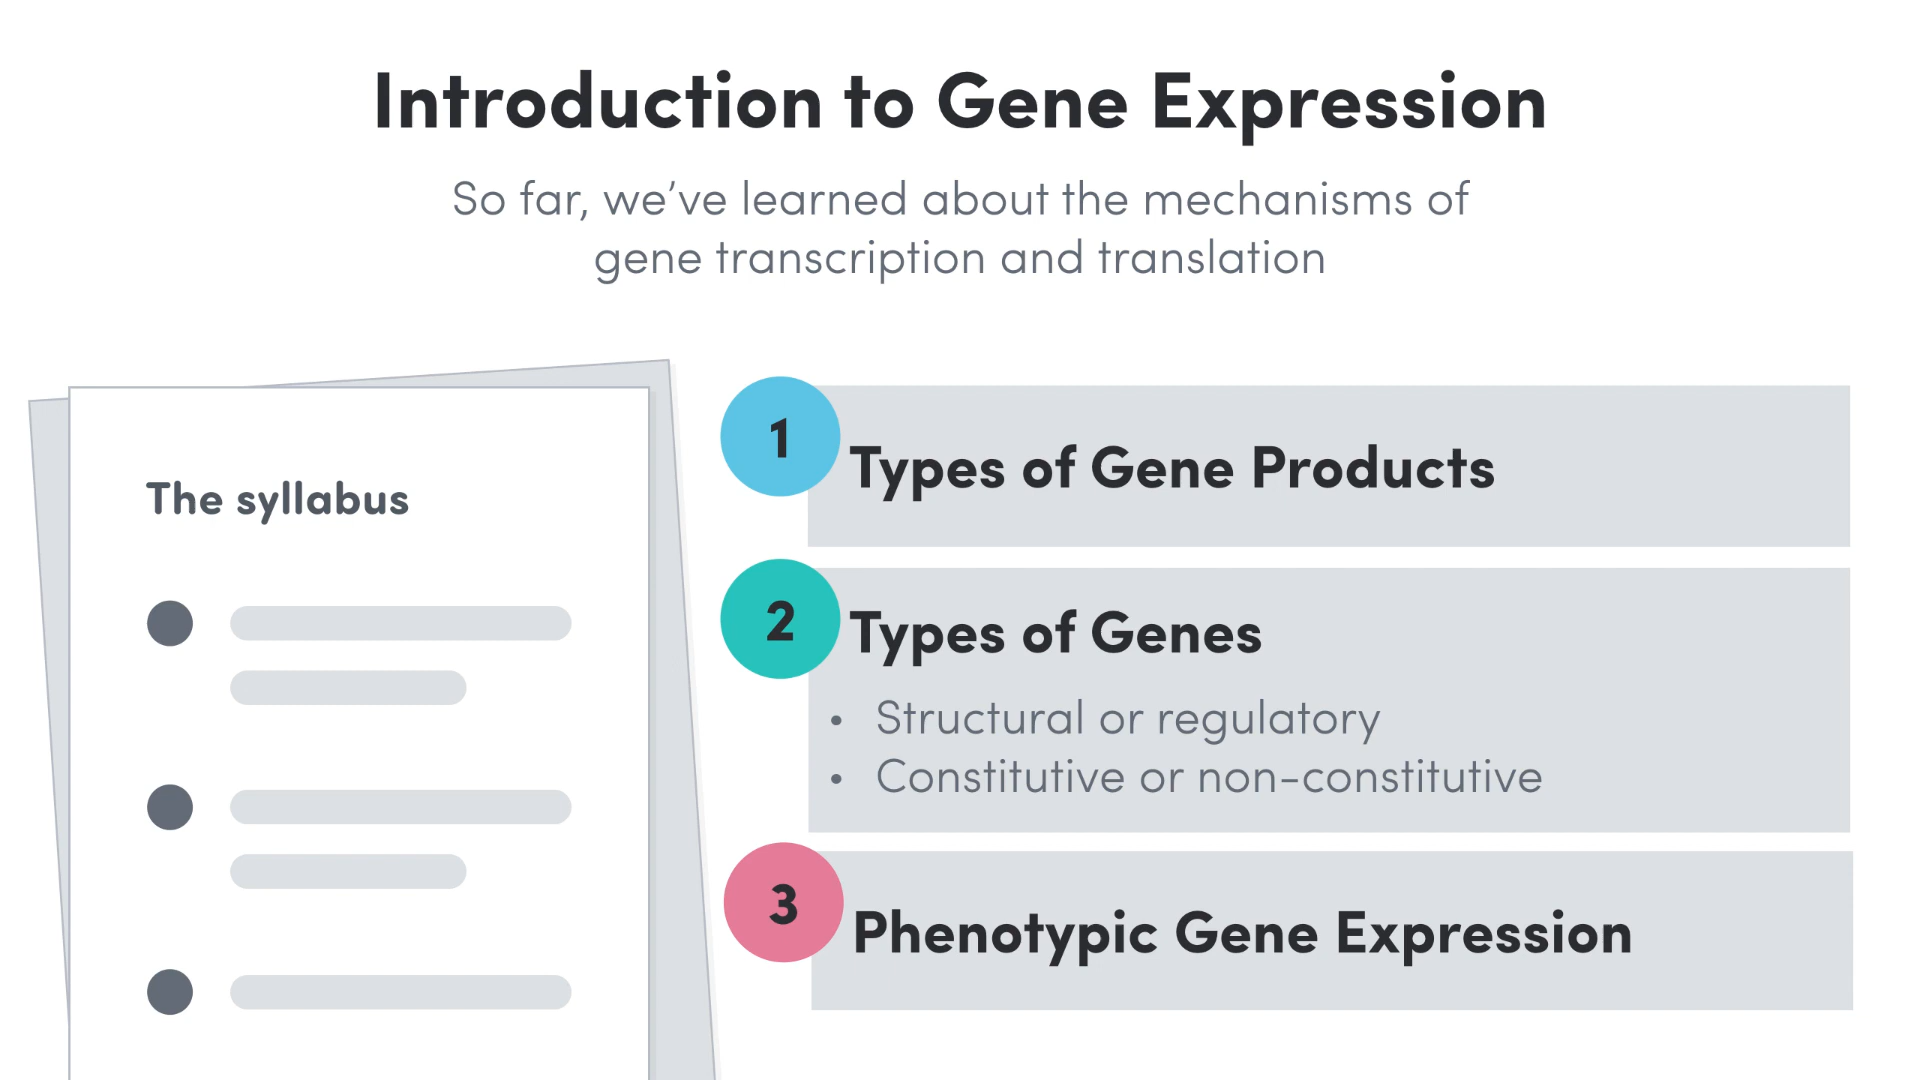 Introduction to Gene Expression
So far, we’ve learned about the mechanisms of
gene transcription and translation
The syllabus
1
Types of Gene Products
2
Types of Genes
• Structural or regulatory
• Constitutive or non-constitutive
3
Phenotypic Gene Expression